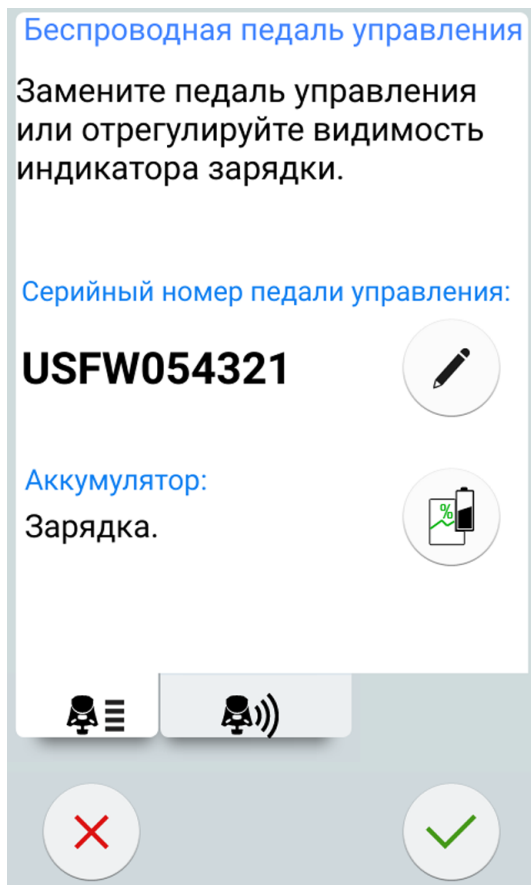 Беспроводная педаль управления
Замените педаль управления
или отрегулируйте видимость
индикатора зарядки.
Серийный номер педали управления:
USFW054321
Аккумулятор:
%
Зарядка.